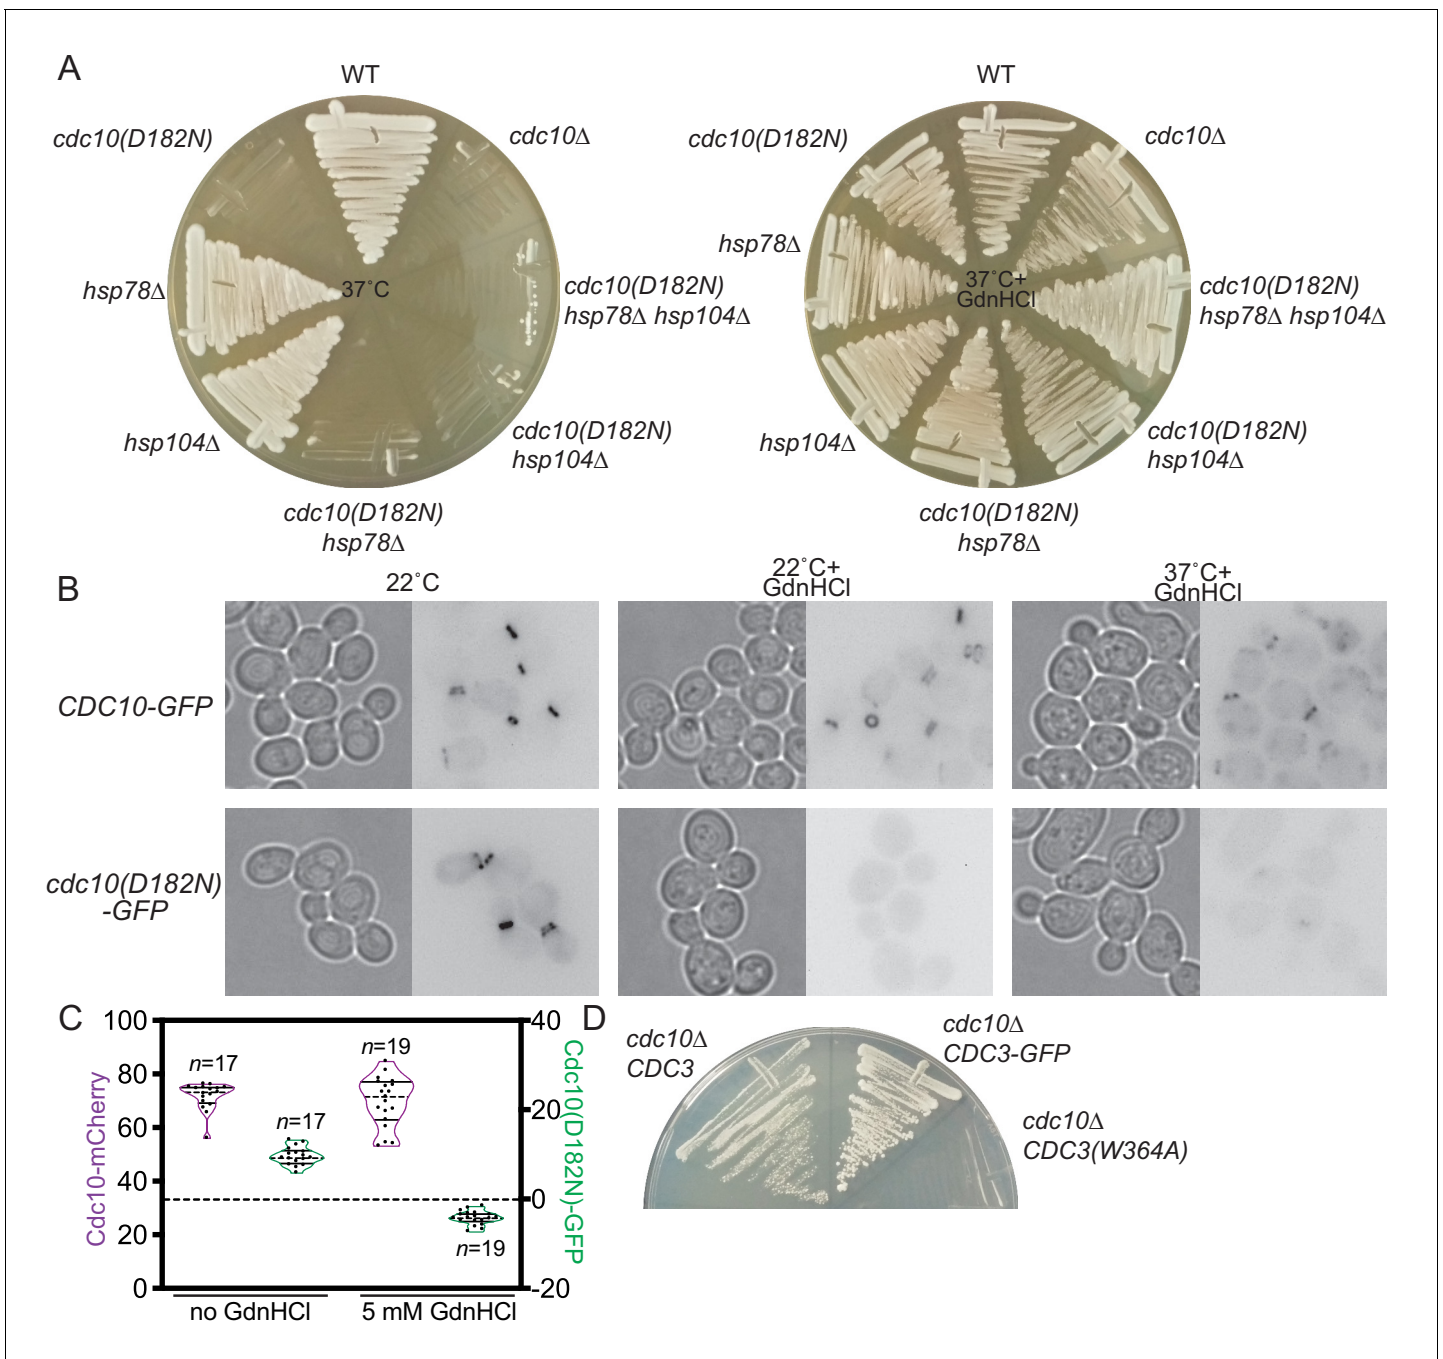 A
WT
cdc10(D182N)
cdc10Δ
hsp78Δ
37˚C
cdc10(D182N)
hsp78Δ hsp104Δ
hsp104Δ
cdc10(D182N)
hsp104Δ
cdc10(D182N)
hsp78Δ
WT
cdc10(D182N)
cdc10Δ
hsp78Δ
37˚C+
GdnHCl
cdc10(D182N)
hsp78Δ hsp104Δ
hsp104Δ
cdc10(D182N)
hsp104Δ
cdc10(D182N)
hsp78Δ
B
22˚C
22˚C+
GdnHCl
37˚C+
GdnHCl
CDC10-GFP
cdc10(D182N)
-GFP
C
Cdc10-mCherry
100
80
60
40
20
0
n=17
n=17
n=19
n=19
40
20
0
-20
Cdc10(D182N)-GFP
no GdnHCl
5 mM GdnHCl
D
cdc10Δ
CDC3
cdc10Δ
CDC3-GFP
cdc10Δ
CDC3(W364A)